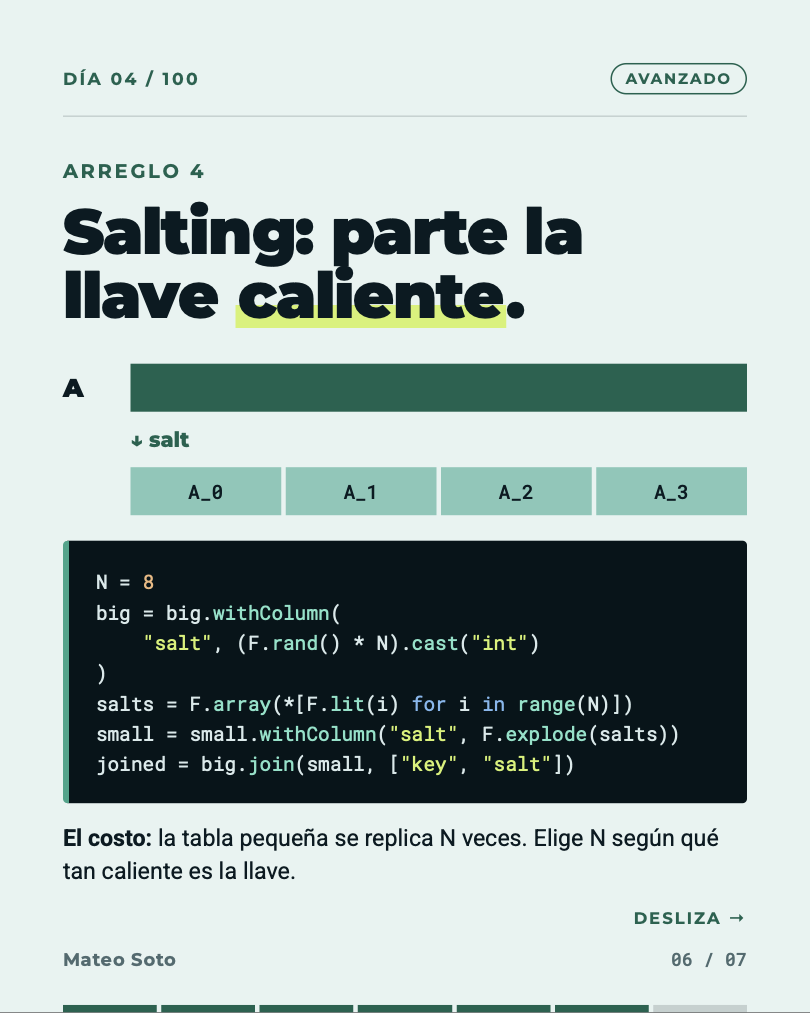 DÍA 04 / 100
AVANZADO
ARREGLO 4
Salting: parte la
llave caliente.
A
↓ salt
A_0 A_1 A_2 A_3
N = 8
big = big.withColumn(
    "salt", (F.rand() * N).cast("int")
)
salts = F.array(*[F.lit(i) for i in range(N)])
small = small.withColumn("salt", F.explode(salts))
joined = big.join(small, ["key", "salt"])
El costo: la tabla pequeña se replica N veces. Elige N según qué
tan caliente es la llave.
DESLIZA →
Mateo Soto
06 / 07